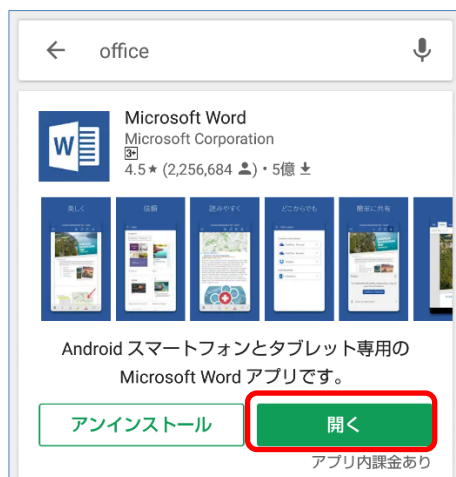 office
Microsoft Word
Microsoft Corporation
3+
4.5★ (2,256,684 )・5億
W
美しく
信頼
読みやすく
どこからでも
簡単に共有
Android スマートフォンとタブレット専用の
Microsoft Word アプリです。
アンインストール
開く
アプリ内課金あり